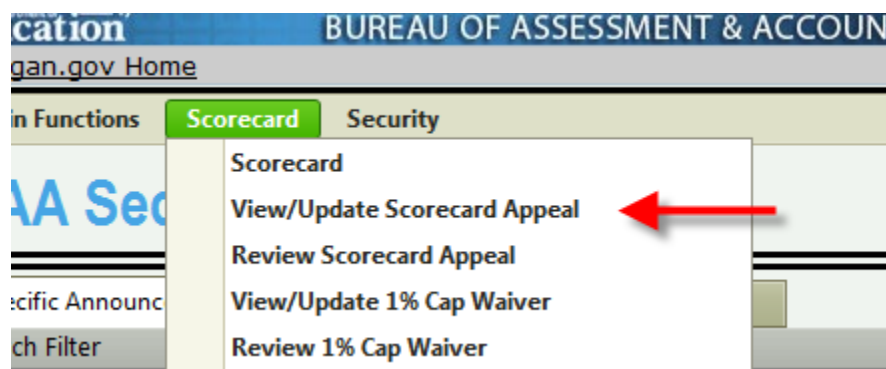 cation BUREAU OF ASSESSMENT & ACCOUN
gan.gov Home
in Functions Scorecard Security
Scorecard
AA Sec
View/Update Scorecard Appeal
Review Scorecard Appeal
ecific Announc View/Update 1% Cap Waiver
ch Filter Review 1% Cap Waiver